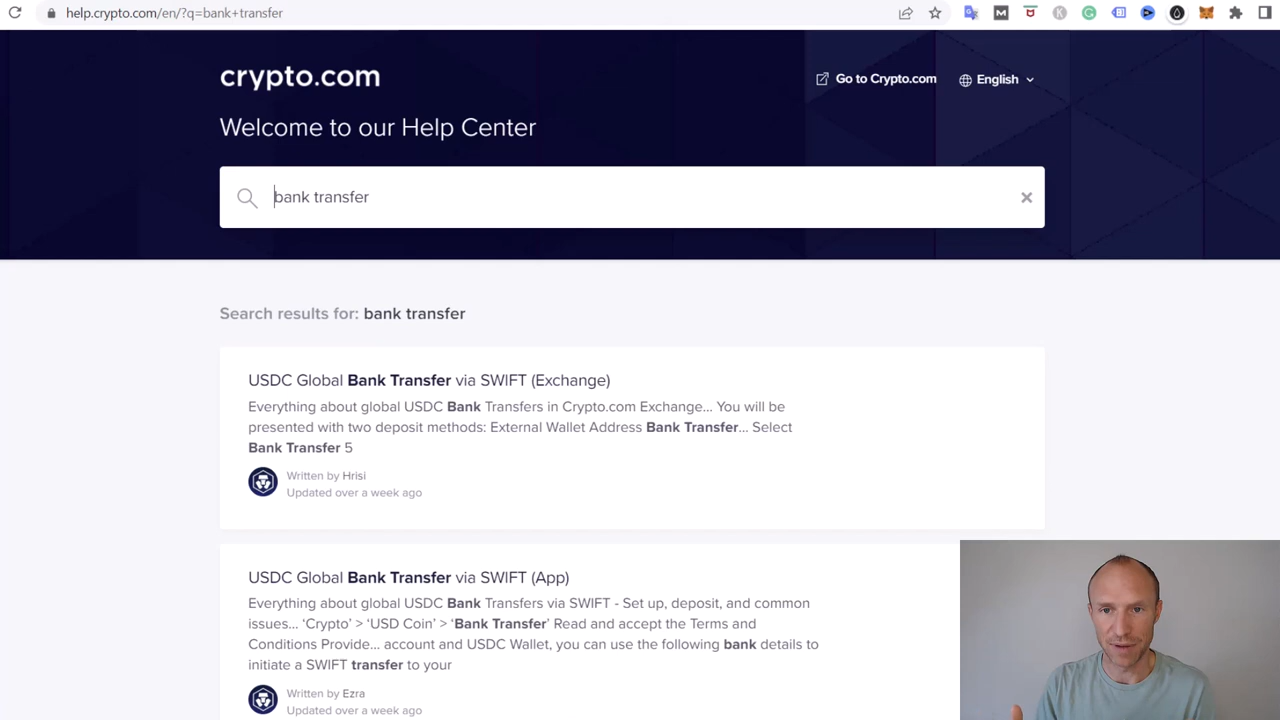 help.crypto.com/en/?q=bank+transfer
crypto.com
Go to Crypto.com
English
Welcome to our Help Center
bank transfer
Search results for: bank transfer
USDC Global Bank Transfer via SWIFT (Exchange)
Everything about global USDC Bank Transfers in Crypto.com Exchange... You will be
presented with two deposit methods: External Wallet Address Bank Transfer... Select
Bank Transfer 5
Written by Hrisi
Updated over a week ago
USDC Global Bank Transfer via SWIFT (App)
Everything about global USDC Bank Transfers via SWIFT - Set up, deposit, and common
issues... ‘Crypto’ > ‘USD Coin’ > ‘Bank Transfer’ Read and accept the Terms and
Conditions Provide... account and USDC Wallet, you can use the following bank details to
initiate a SWIFT transfer to your
Written by Ezra
Updated over a week ago